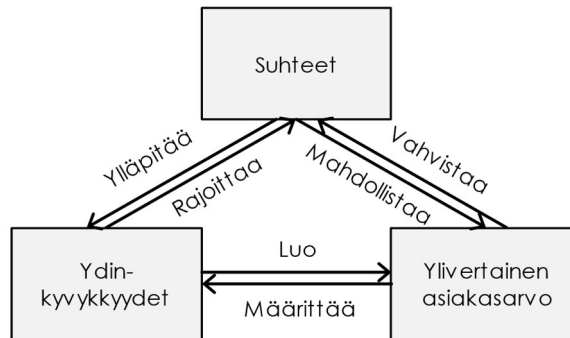 Suhteet
Ylläpitää
Rajoittaa
Mahdollistaa
Vahvistaa
Ydin-
kyvykkyydet
Luo
Määrittää
Ylivertainen
asiakasarvo